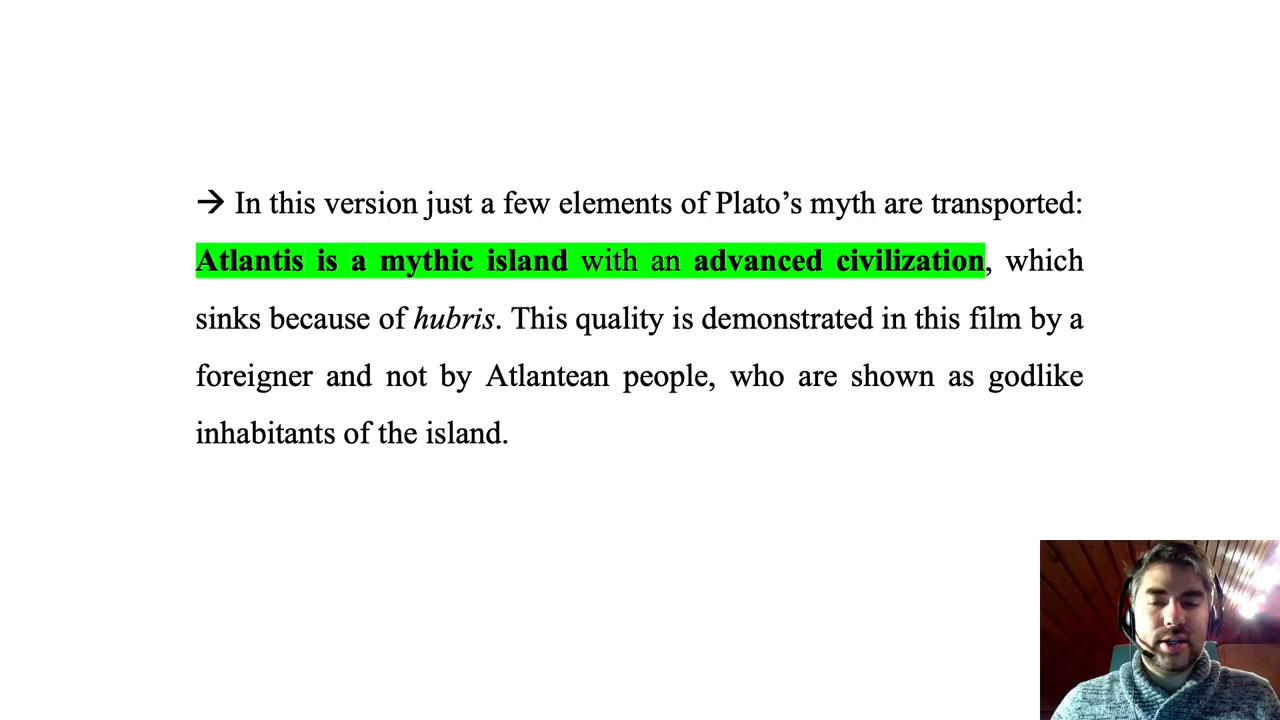 → In this version just a few elements of Plato’s myth are transported:
Atlantis is a mythic island with an advanced civilization, which
sinks because of hubris. This quality is demonstrated in this film by a
foreigner and not by Atlantean people, who are shown as godlike
inhabitants of the island.